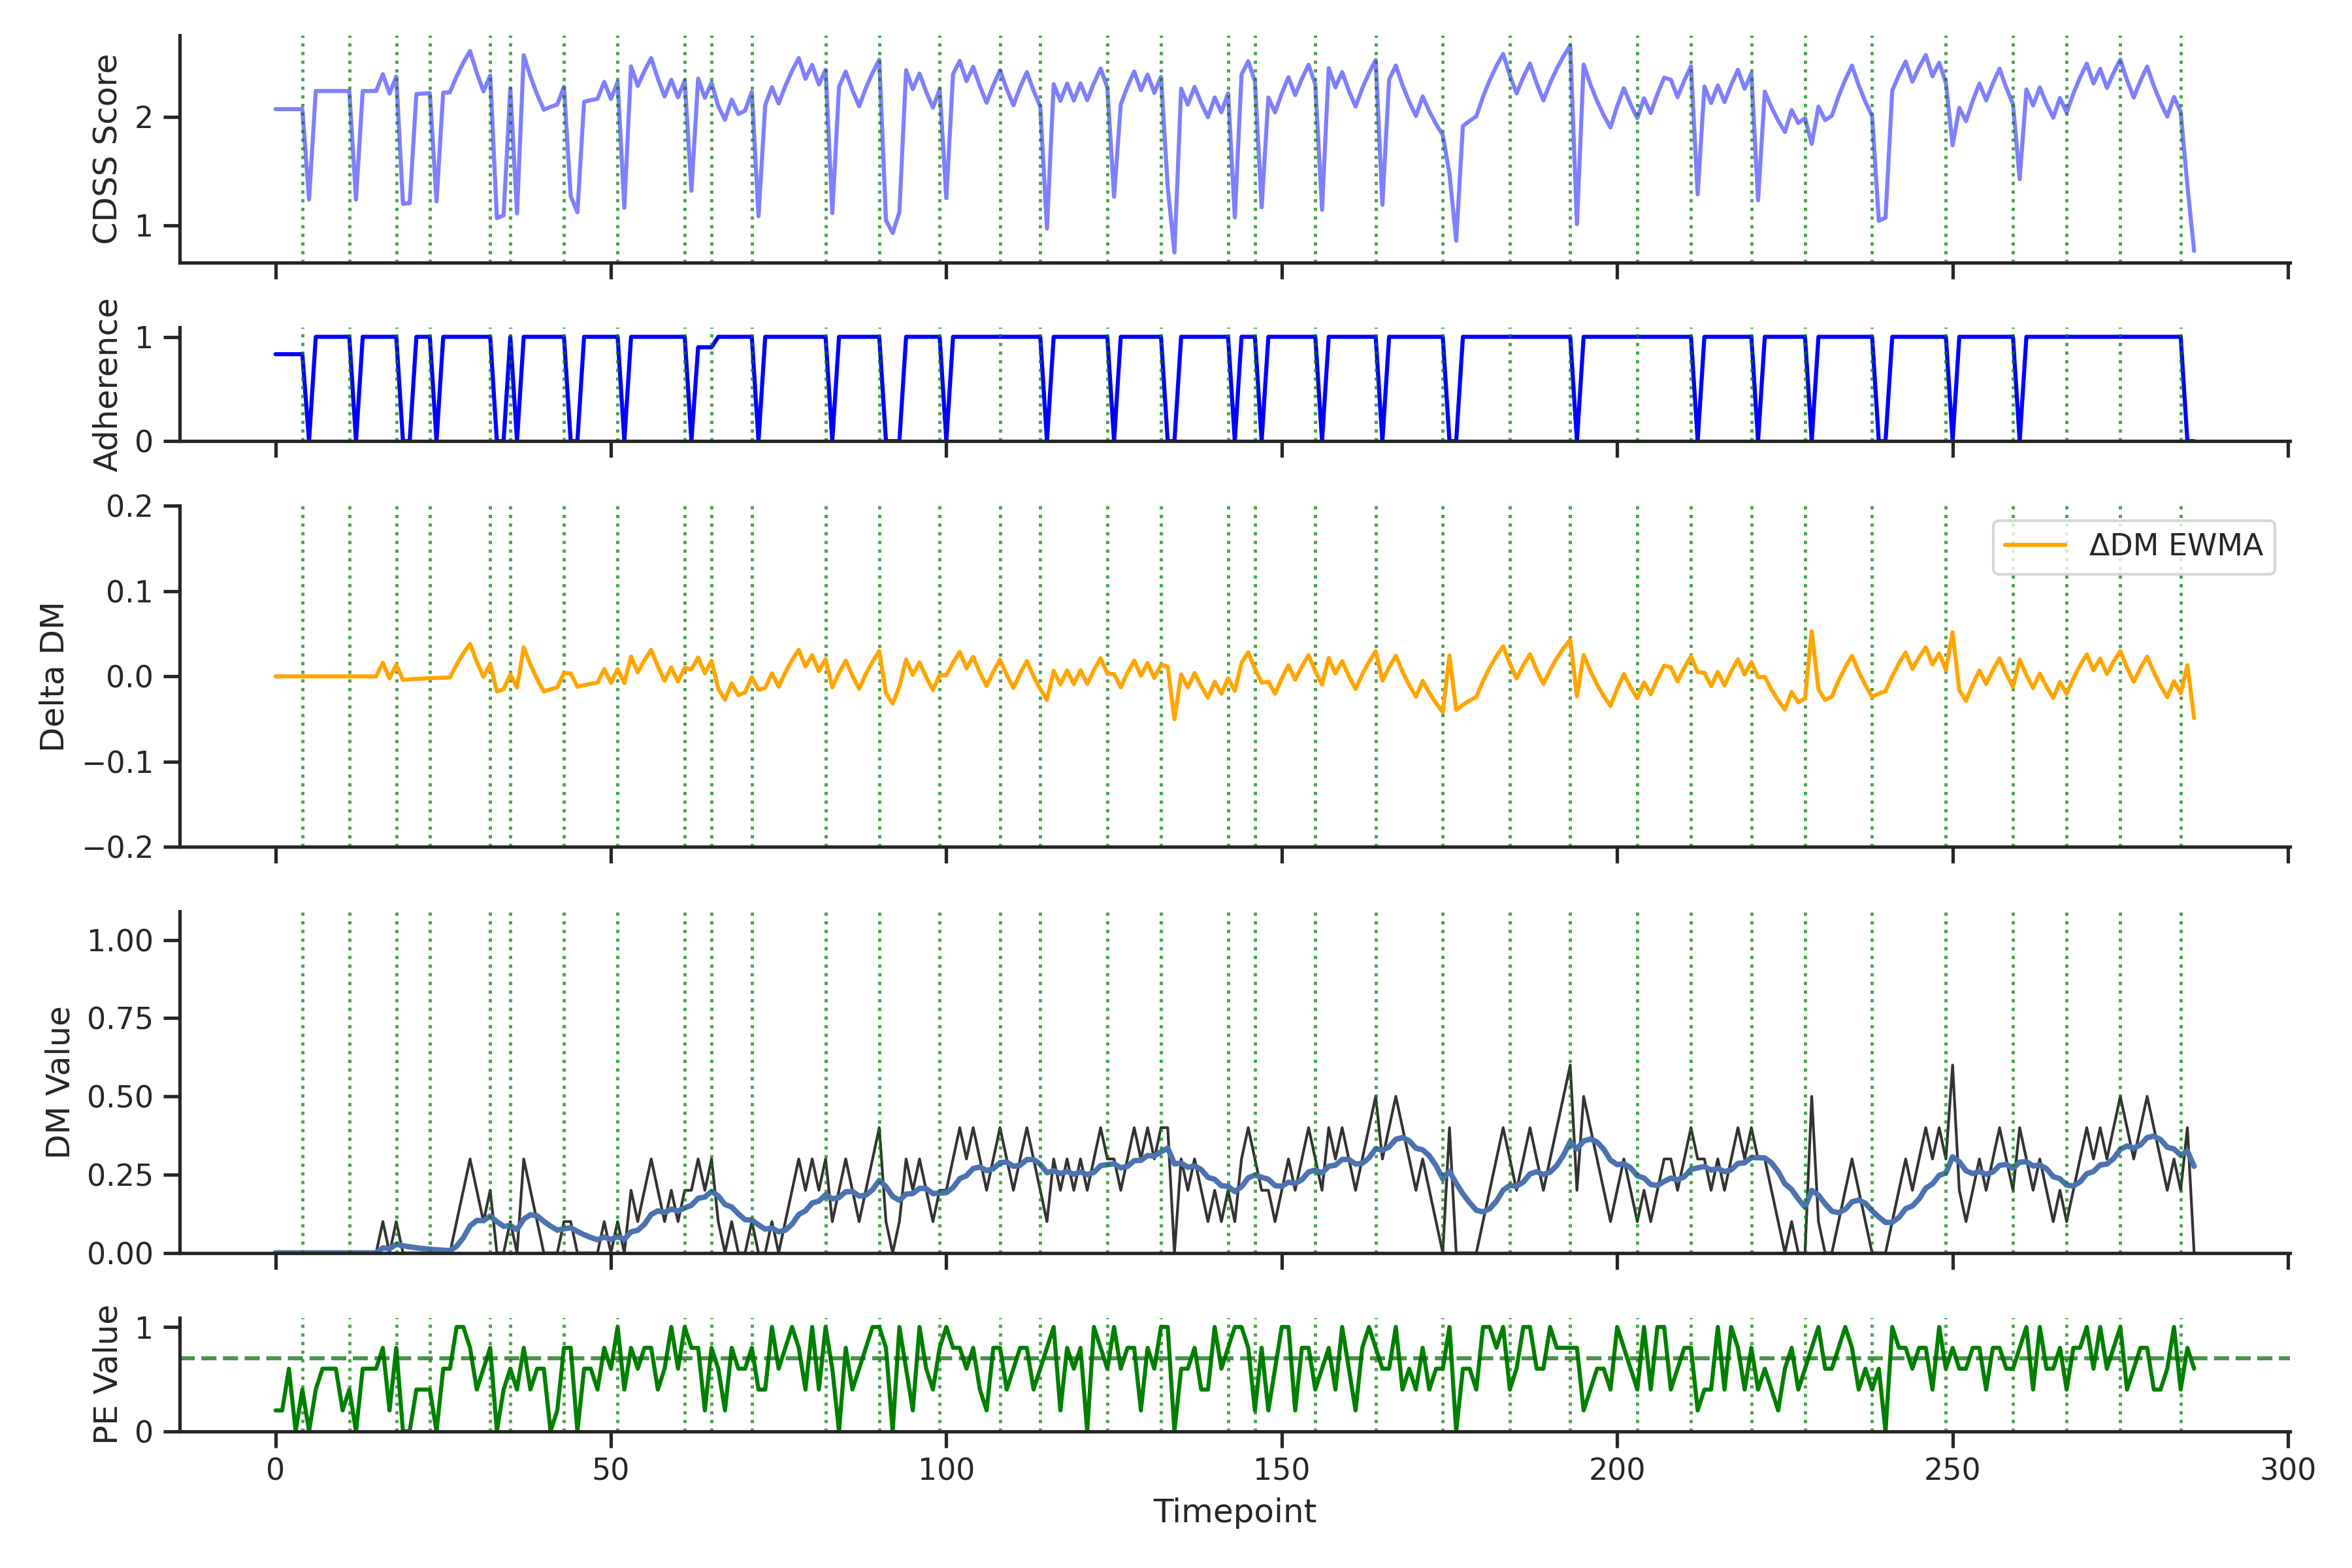 CDSS Score
2
1
Adherence
1
0
Delta DM
0.2
0.1
0.0
−0.1
−0.2
ΔDM EWMA
DM Value
1.00
0.75
0.50
0.25
0.00
PE Value
1
0
0 50 100 150 200 250 300
Timepoint